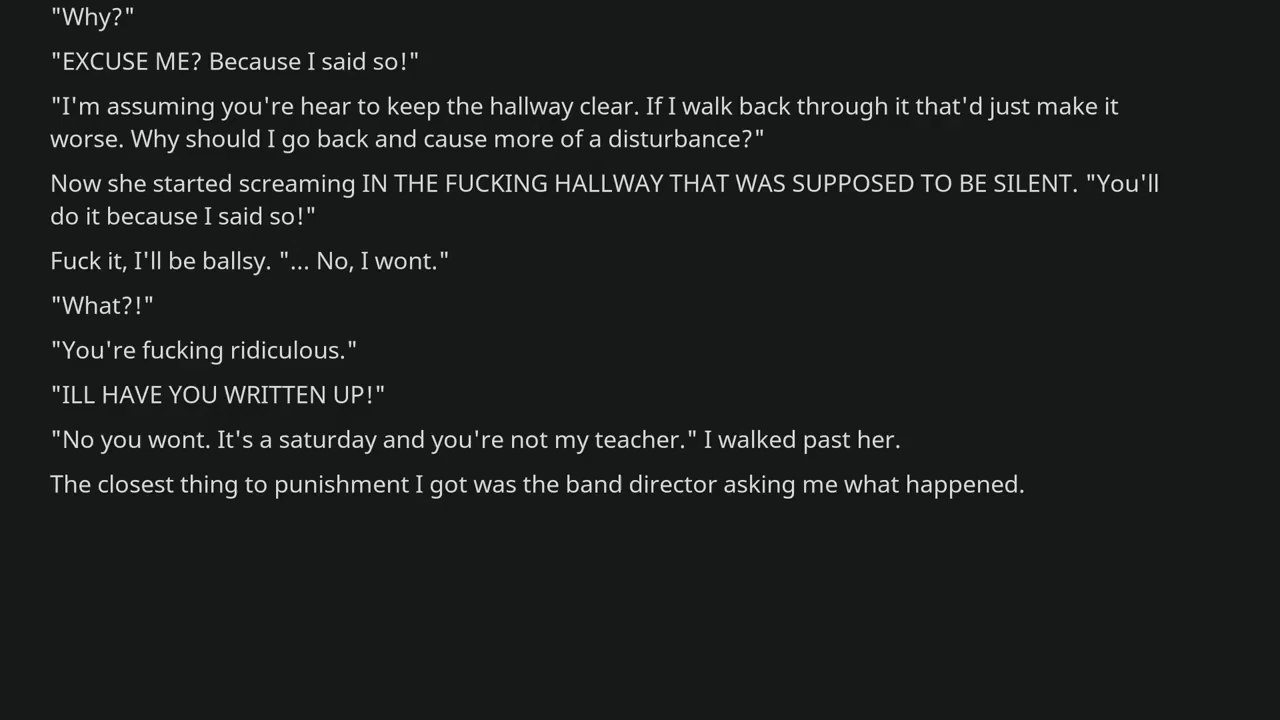 "Why?"
"EXCUSE ME? Because I said so!"
"I'm assuming you're hear to keep the hallway clear. If I walk back through it that'd just make it
worse. Why should I go back and cause more of a disturbance?"
Now she started screaming IN THE FUCKING HALLWAY THAT WAS SUPPOSED TO BE SILENT. "You'll
do it because I said so!"
Fuck it, I'll be ballsy. "... No, I wont."
"What?!"
"You're fucking ridiculous."
"ILL HAVE YOU WRITTEN UP!"
"No you wont. It's a saturday and you're not my teacher." I walked past her.
The closest thing to punishment I got was the band director asking me what happened.